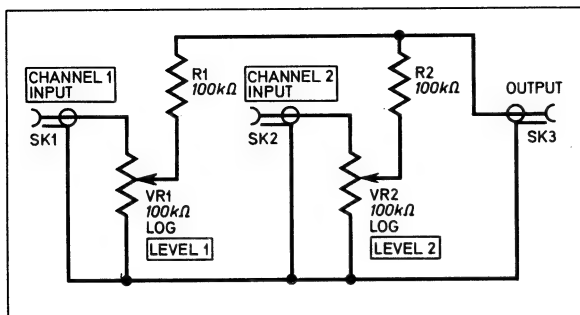 CHANNEL 1
INPUT
SK1
R1
100kΩ
VR1
100kΩ
LOG
LEVEL 1
CHANNEL 2
INPUT
SK2
R2
100kΩ
VR2
100kΩ
LOG
LEVEL 2
OUTPUT
SK3